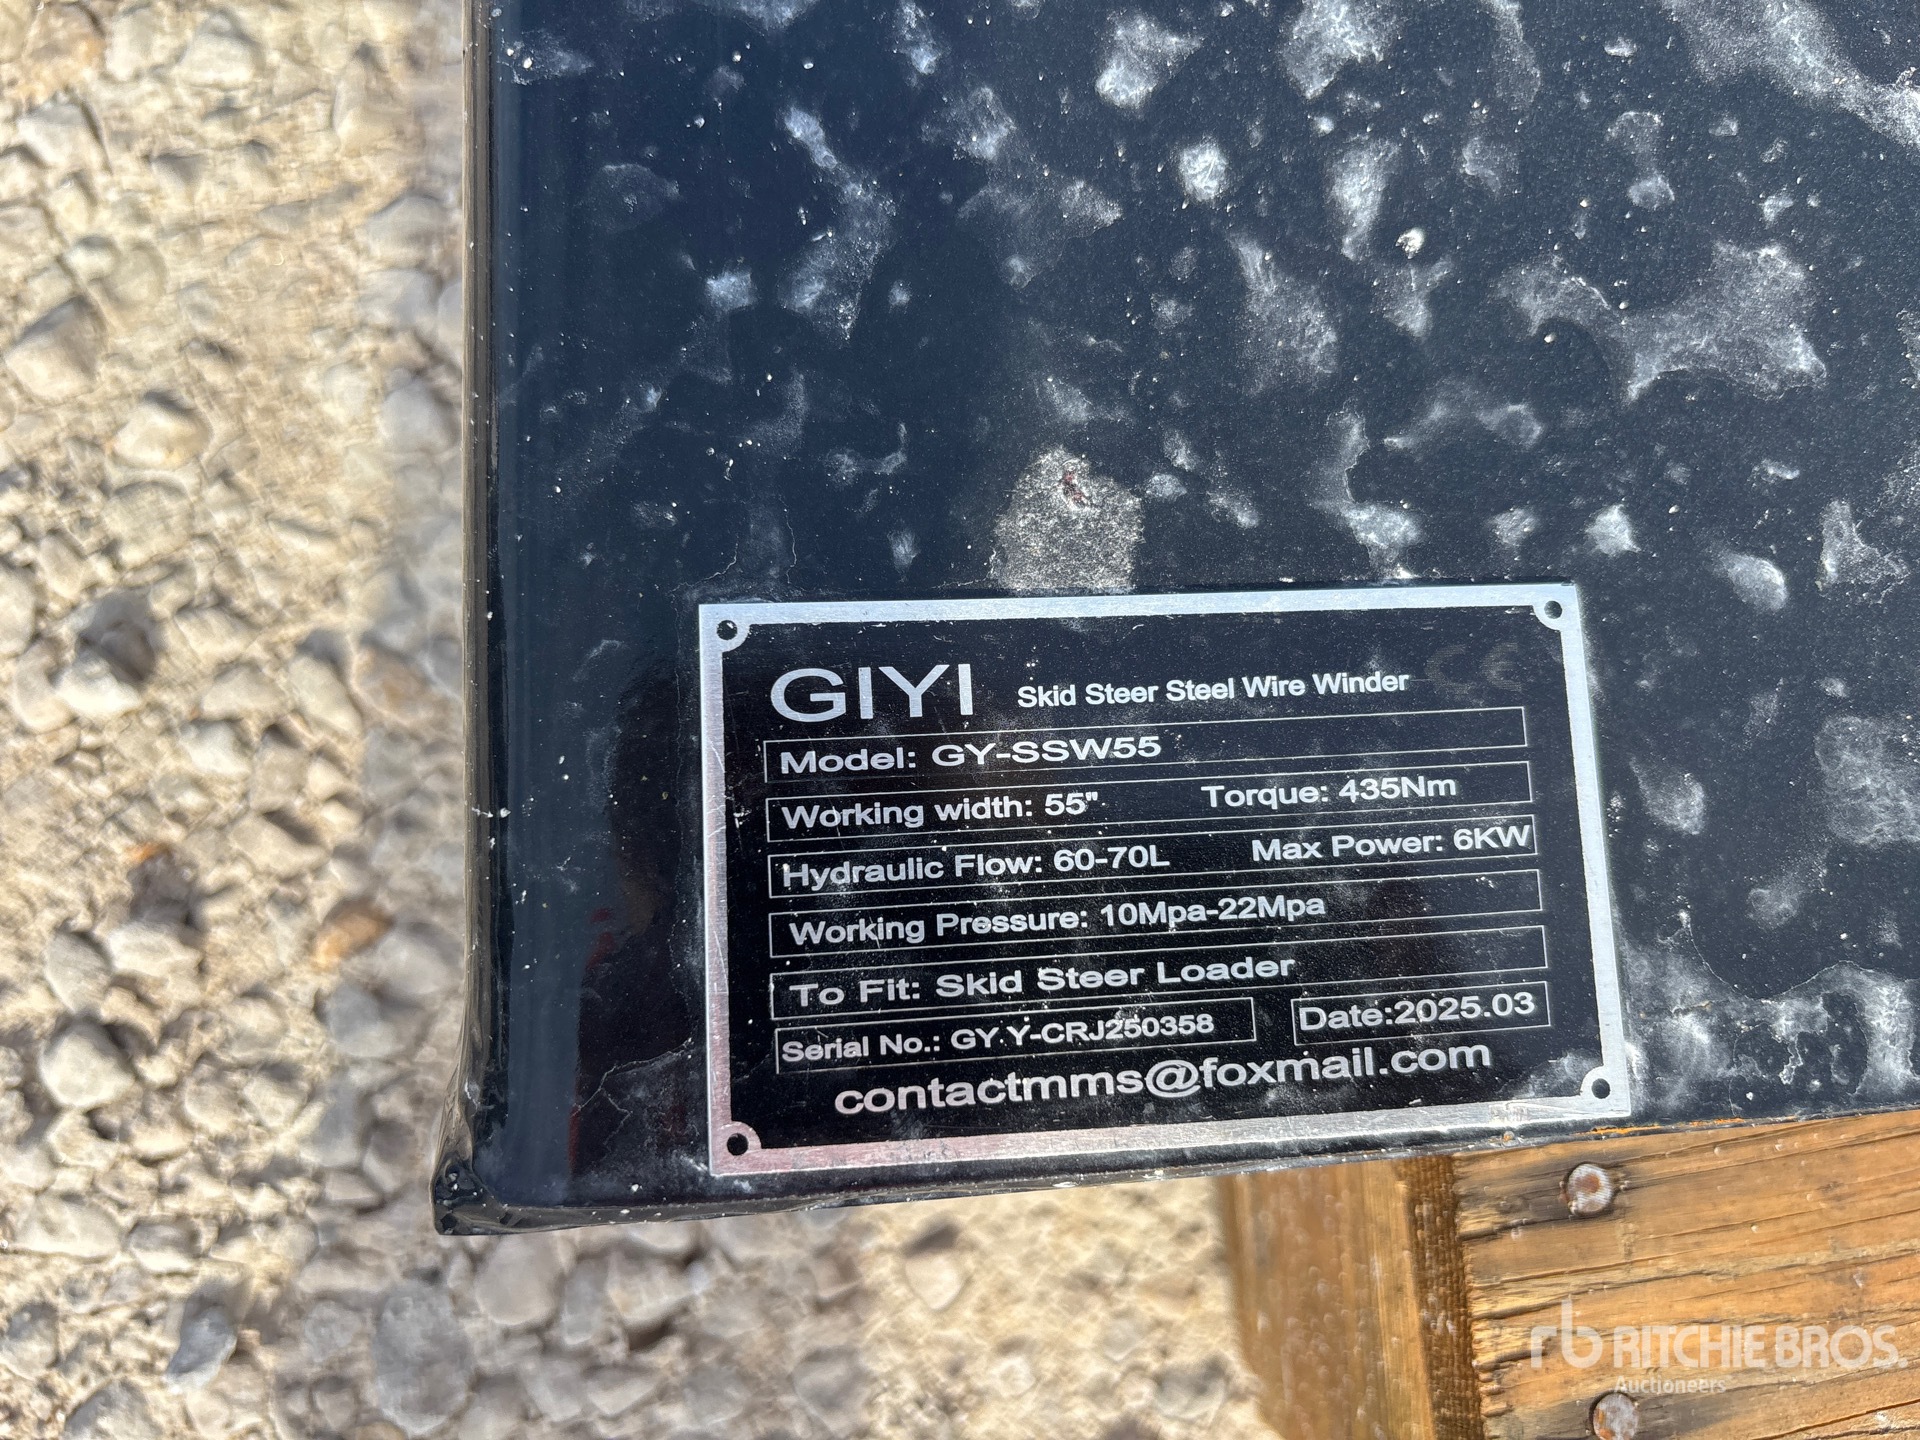 GIYI Skid Steer Steel Wire Winder CE
Model: GY-SSW55
Working width: 55" Torque: 435Nm
Hydraulic Flow: 60-70L Max Power: 6KW
Working Pressure: 10Mpa-22Mpa
To Fit: Skid Steer Loader
Serial No.: GY.Y-CRJ250358 Date:2025.03
contactmms@foxmail.com
rb RITCHIE BROS.
Auctioneers